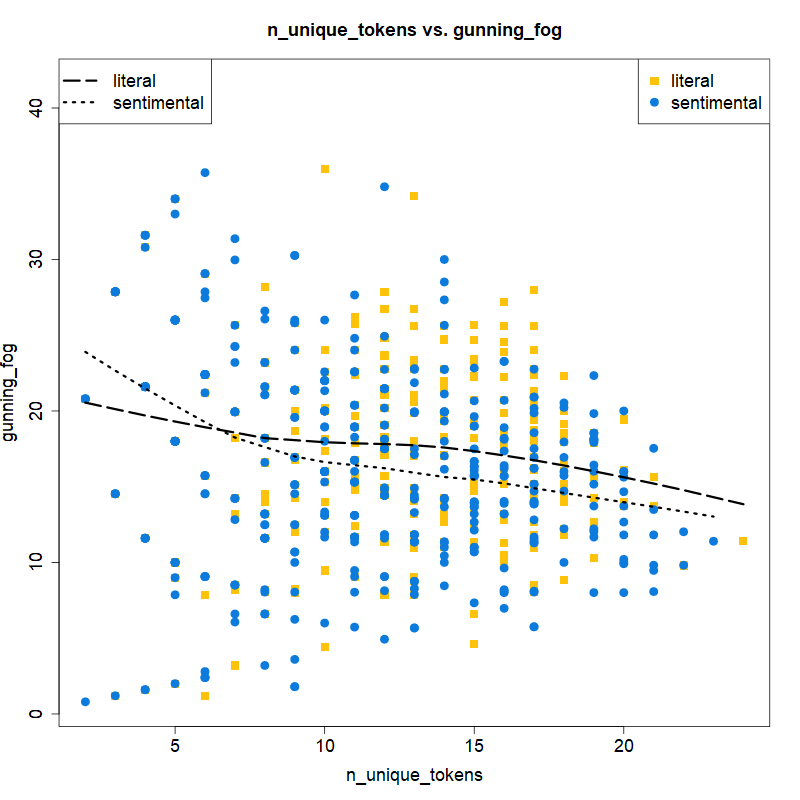 n_unique_tokens vs. gunning_fog
literal
sentimental
literal
sentimental
gunning_fog
40
30
20
10
0
5
10
15
20
n_unique_tokens